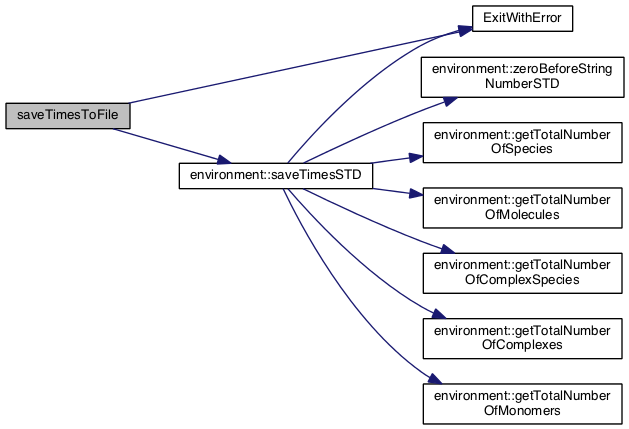 ExitWithError
environment::zeroBeforeString
NumberSTD
saveTimesToFile
environment::getTotalNumber
OfSpecies
environment::saveTimesSTD
environment::getTotalNumber
OfMolecules
environment::getTotalNumber
OfComplexSpecies
environment::getTotalNumber
OfComplexes
environment::getTotalNumber
OfMonomers